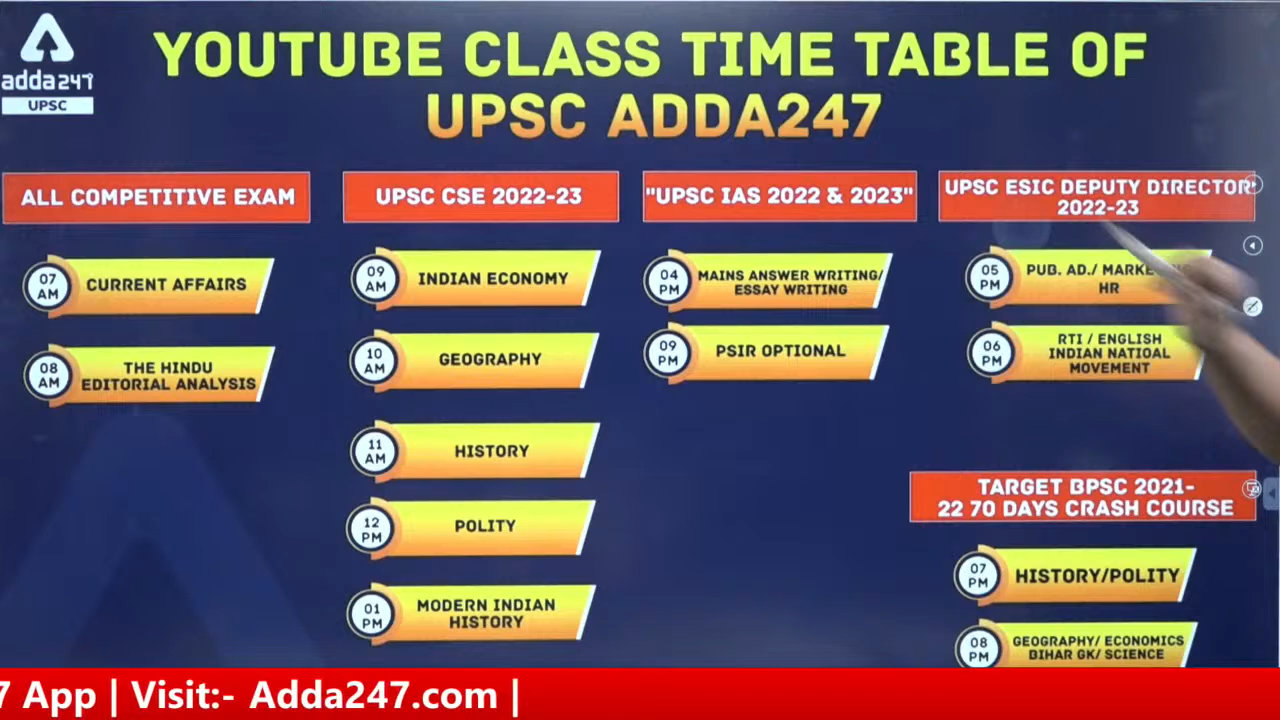 adda247
UPSC
YOUTUBE CLASS TIME TABLE OF
UPSC ADDA247
ALL COMPETITIVE EXAM
07
AM
CURRENT AFFAIRS
08
AM
THE HINDU
EDITORIAL ANALYSIS
UPSC CSE 2022-23
09
AM
INDIAN ECONOMY
10
AM
GEOGRAPHY
11
AM
HISTORY
12
PM
POLITY
01
PM
MODERN INDIAN
HISTORY
"UPSC IAS 2022 & 2023"
04
PM
MAINS ANSWER WRITING/
ESSAY WRITING
09
PM
PSIR OPTIONAL
UPSC ESIC DEPUTY DIRECTOR
2022-23
05
PM
PUB. AD./
HR
06
PM
RTI / ENGLISH
INDIAN NATIOAL
MOVEMENT
TARGET BPSC 2021-
22 70 DAYS CRASH COURSE
07
PM
HISTORY/POLITY
08
PM
GEOGRAPHY/ ECONOMICS
BIHAR GK/ SCIENCE
7 App | Visit:- Adda247.com |